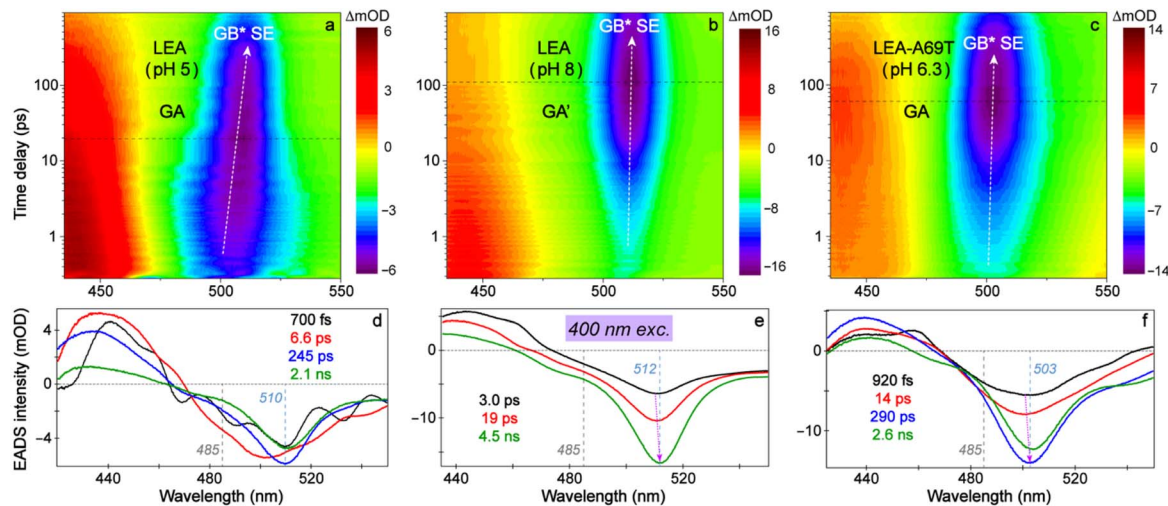 a
ΔmOD
b
ΔmOD
c
ΔmOD
GB* SE
GB* SE
GB* SE
LEA
(pH 5)
LEA
(pH 8)
LEA-A69T
(pH 6.3)
GA
GA'
GA
Time delay (ps)
100
10
1
6
3
0
−3
−6
16
12
8
4
0
−4
−8
−12
−16
14
10
5
0
−5
−10
−14
450 500 550
450 500 550
450 500 550
d
700 fs
6.6 ps
245 ps
2.1 ns
510
485
EADS intensity (mOD)
4
0
−4
440 480 520
Wavelength (nm)
e
400 nm exc.
512
3.0 ps
19 ps
4.5 ns
485
0
−10
440 480 520
Wavelength (nm)
f
503
920 fs
14 ps
290 ps
2.6 ns
485
0
−10
440 480 520
Wavelength (nm)